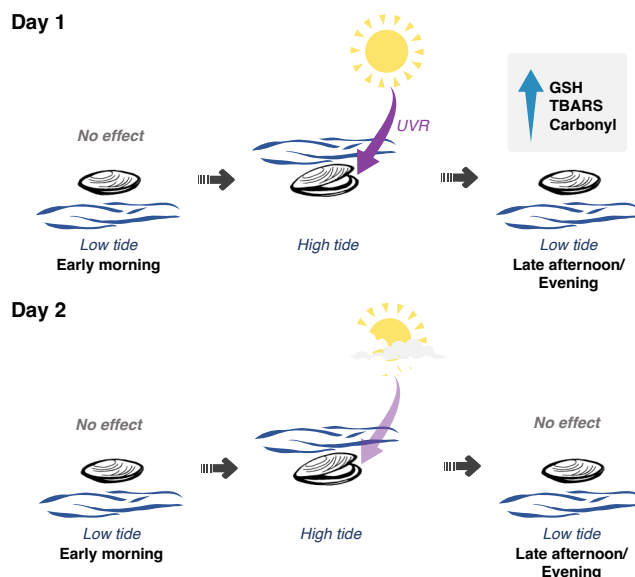 Day 1
GSH
TBARS
Carbonyl
No effect
UVR
Low tide
Early morning
High tide
Low tide
Late afternoon/
Evening
Day 2
No effect
No effect
Low tide
Early morning
High tide
Low tide
Late afternoon/
Evening